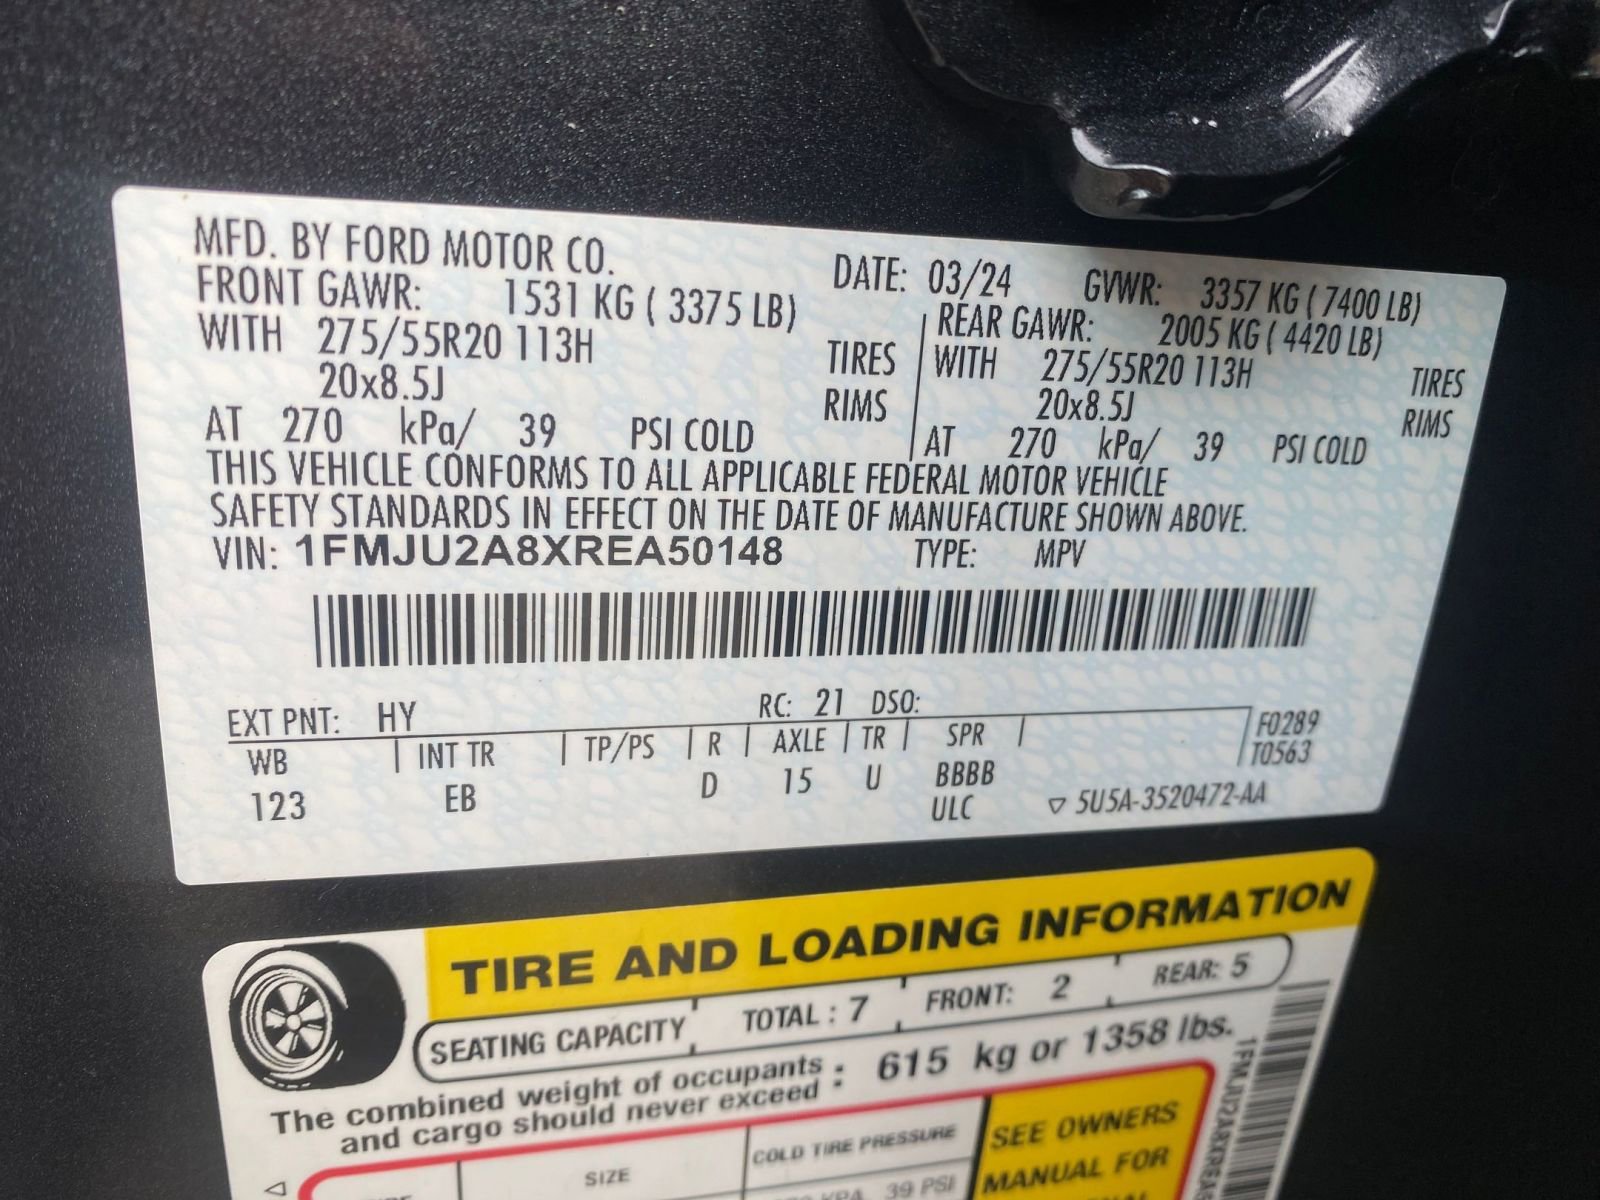 MFD. BY FORD MOTOR CO.
DATE: 03/24 GVWR: 3357 KG ( 7400 LB)
FRONT GAWR: 1531 KG ( 3375 LB) REAR GAWR: 2005 KG ( 4420 LB)
WITH 275/55R20 113H TIRES WITH 275/55R20 113H TIRES
20x8.5J RIMS 20x8.5J RIMS
AT 270 kPa/ 39 PSI COLD AT 270 kPa/ 39 PSI COLD
THIS VEHICLE CONFORMS TO ALL APPLICABLE FEDERAL MOTOR VEHICLE
SAFETY STANDARDS IN EFFECT ON THE DATE OF MANUFACTURE SHOWN ABOVE.
VIN: 1FMJU2A8XREA50148 TYPE: MPV
EXT PNT: HY RC: 21 DSO:
WB INT TR TP/PS R AXLE TR SPR F0289
T0563
123 EB D 15 U BBBB
ULC ▽ 5U5A-3520472-AA
TIRE AND LOADING INFORMATION
SEATING CAPACITY TOTAL : 7 FRONT: 2 REAR: 5
The combined weight of occupants and cargo should never exceed : 615 kg or 1358 lbs.
SIZE COLD TIRE PRESSURE SEE OWNERS
39 PSI MANUAL FOR